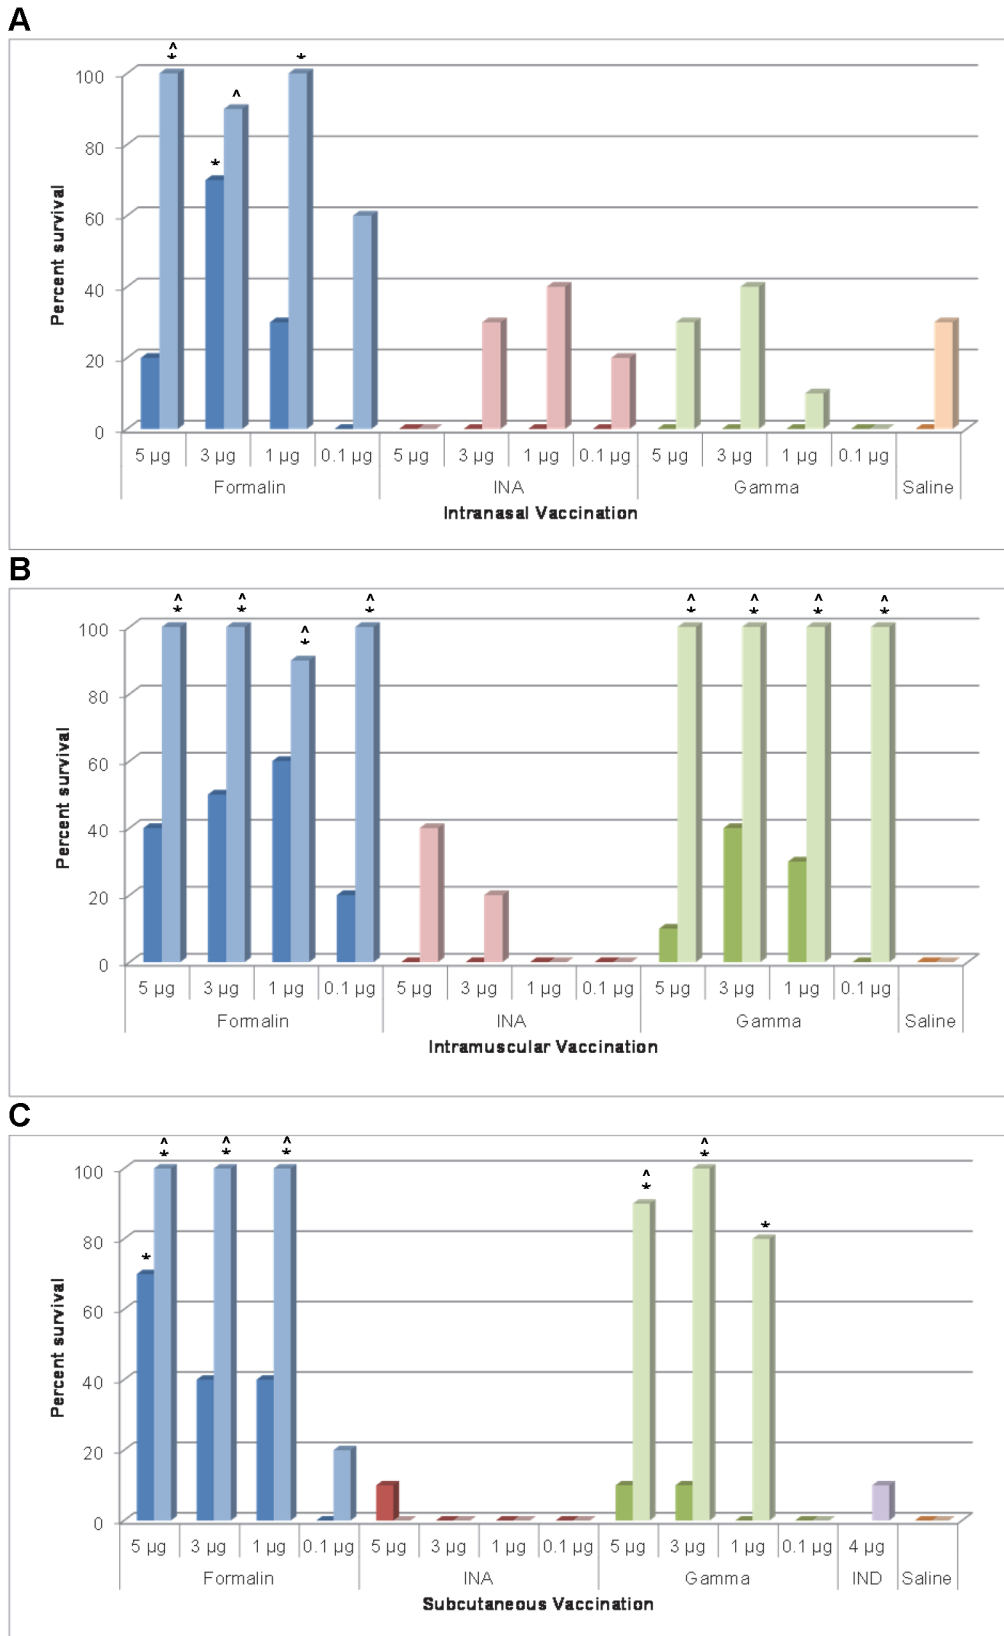 A
^ * * ^ *
100
80
60
40
20
0
Percent survival
5 µg 3 µg 1 µg 0.1 µg 5 µg 3 µg 1 µg 0.1 µg 5 µg 3 µg 1 µg 0.1 µg
Formalin INA Gamma Saline
Intranasal Vaccination
B
^ ^ ^ ^ ^ ^ ^
* * * * * * *
^
*
100
80
60
40
20
0
Percent survival
5 µg 3 µg 1 µg 0.1 µg 5 µg 3 µg 1 µg 0.1 µg 5 µg 3 µg 1 µg 0.1 µg
Formalin INA Gamma Saline
Intramuscular Vaccination
C
^ ^ ^ ^
* * * *
^
*
*
*
100
80
60
40
20
0
Percent survival
5 µg 3 µg 1 µg 0.1 µg 5 µg 3 µg 1 µg 0.1 µg 5 µg 3 µg 1 µg 0.1 µg 4 µg
Formalin INA Gamma IND Saline
Subcutaneous Vaccination